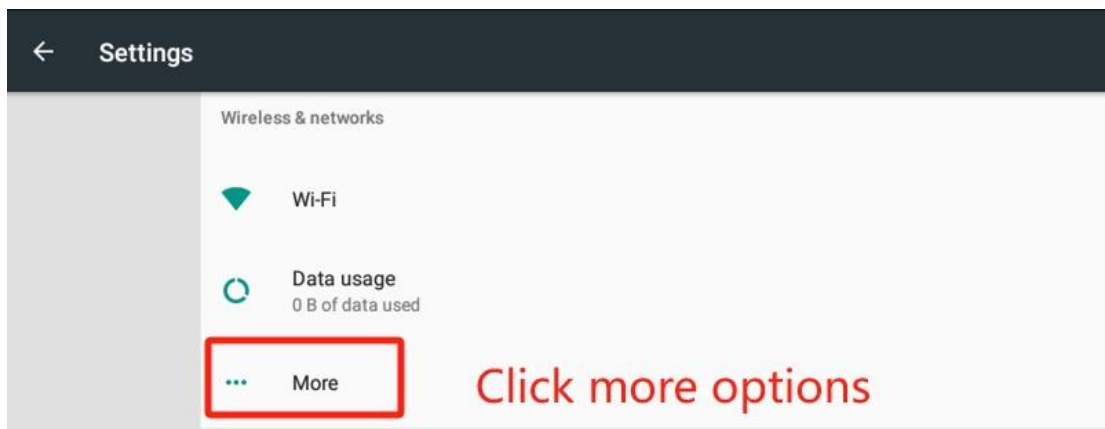 Settings
Wireless & networks
Wi-Fi
Data usage
0 B of data used
More
Click more options